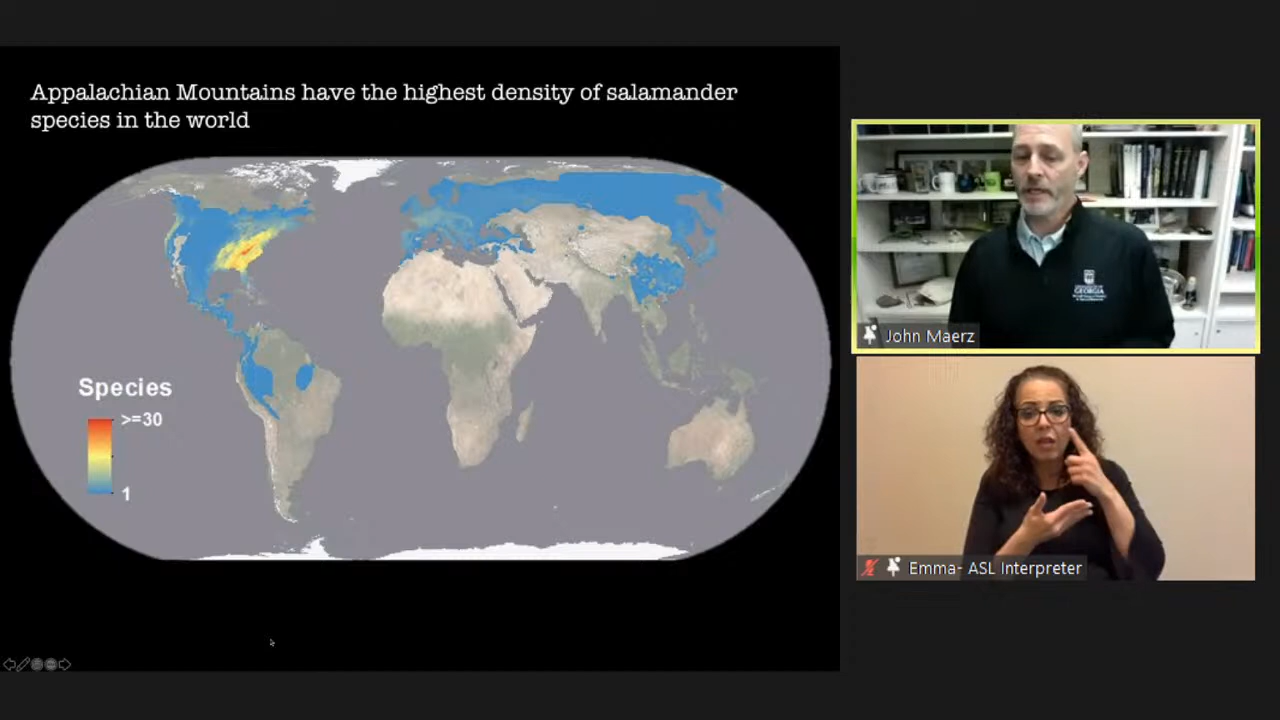 Appalachian Mountains have the highest density of salamander
species in the world
Species
>=30
1
GEORGIA
John Maerz
Emma- ASL Interpreter